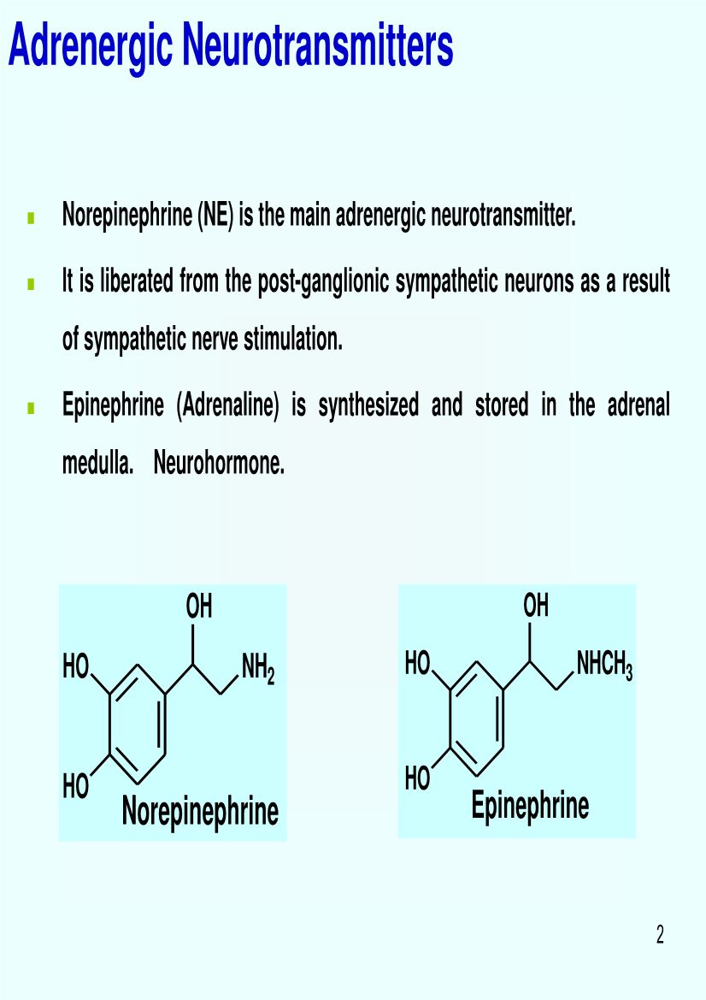 Adrenergic Neurotransmitters
Norepinephrine (NE) is the main adrenergic neurotransmitter.
It is liberated from the post-ganglionic sympathetic neurons as a result
of sympathetic nerve stimulation.
Epinephrine (Adrenaline) is synthesized and stored in the adrenal
medulla. Neurohormone.
OH
HO
NH2
HO
Norepinephrine
OH
HO
NHCH3
HO
Epinephrine
2